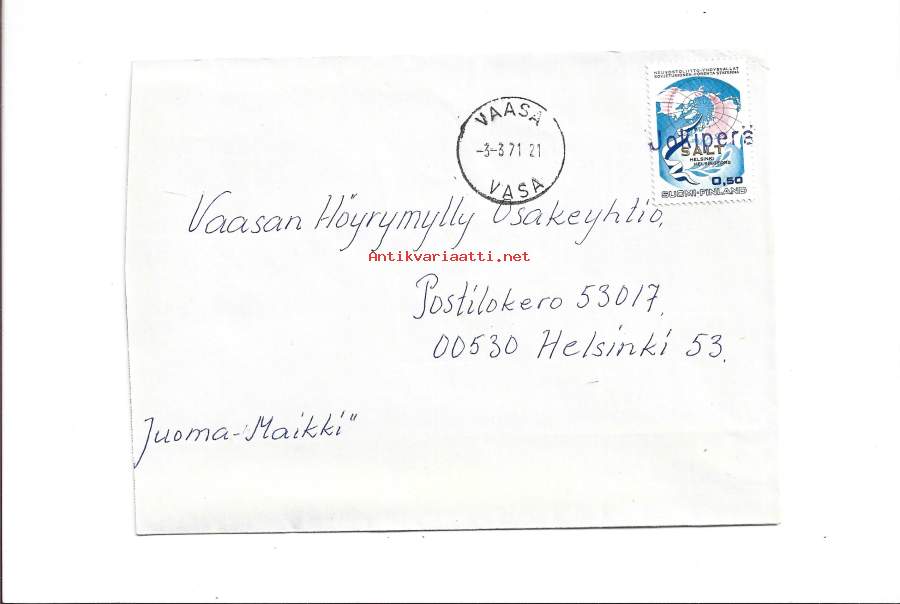 NEUVOSTOLIITTO-YHDYSVALLAT
SOVJETUNIONEN-FÖRENTA STATERNA
Jokiperä
SALT
HELSINKI
HELSINGFORS
0,50
SUOMI-FINLAND
VAASA
-3-3.71 21
VASA
Vaasan Höyrymylly Osakeyhtiö,
Antikvariaatti.net
Postilokero 53017,
00530 Helsinki 53.
Juoma-Maikki"